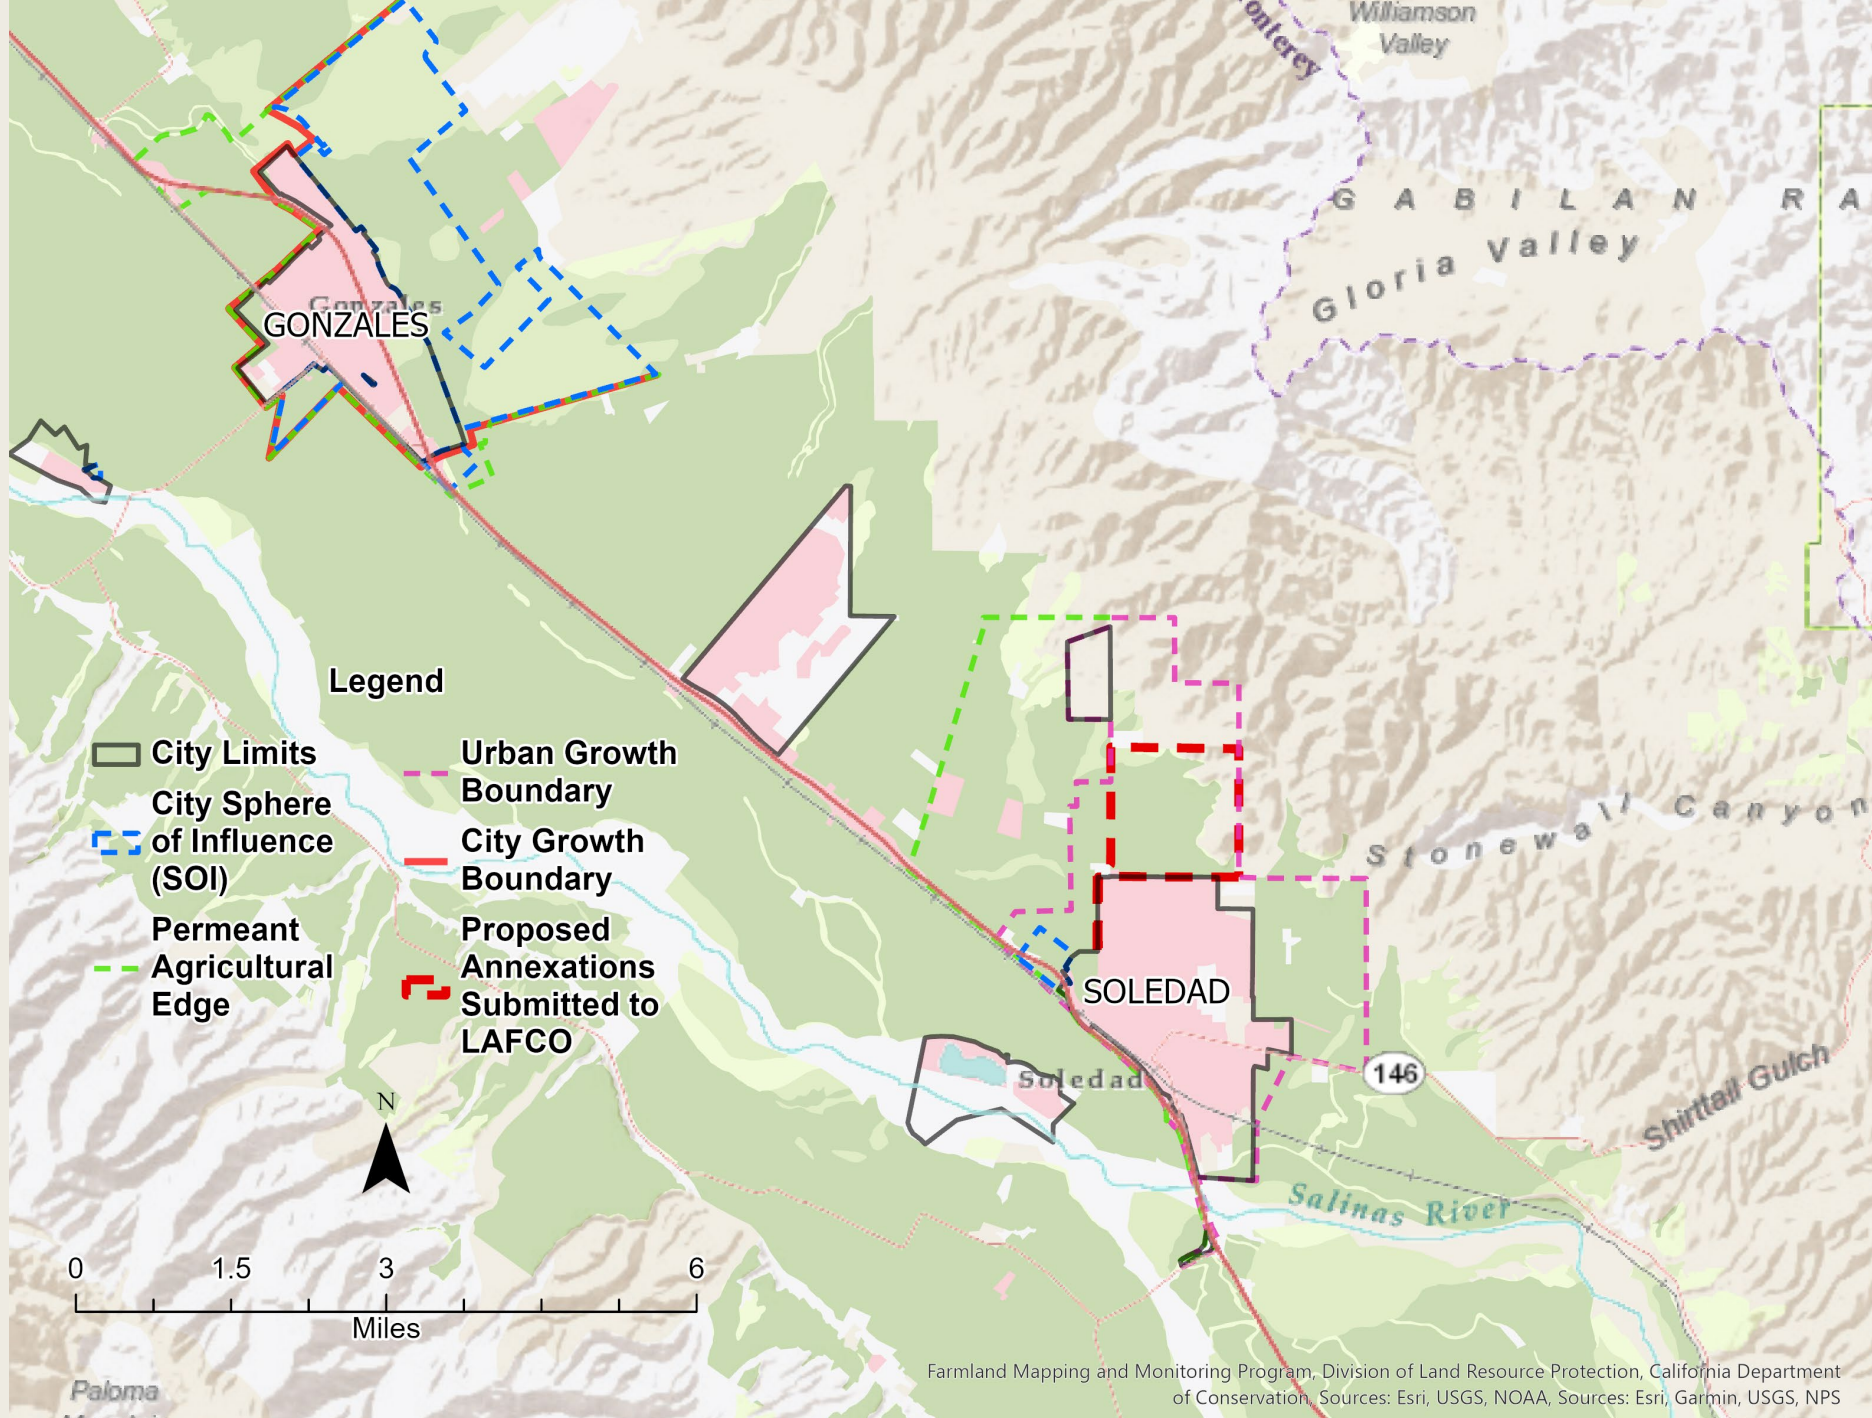 onterey
Williamson
Valley
GABILAN RA
Gloria Valley
Gonzales
GONZALES
Legend
City Limits
City Sphere
of Influence
(SOI)
Permeant
Agricultural
Edge
Urban Growth
Boundary
City Growth
Boundary
Proposed
Annexations
Submitted to
LAFCO
Stonewall Canyon
SOLEDAD
Soledad
146
Shirttail Gulch
Salinas River
N
0 1.5 3 6
Miles
Paloma
Farmland Mapping and Monitoring Program, Division of Land Resource Protection, California Department
of Conservation, Sources: Esri, USGS, NOAA, Sources: Esri, Garmin, USGS, NPS